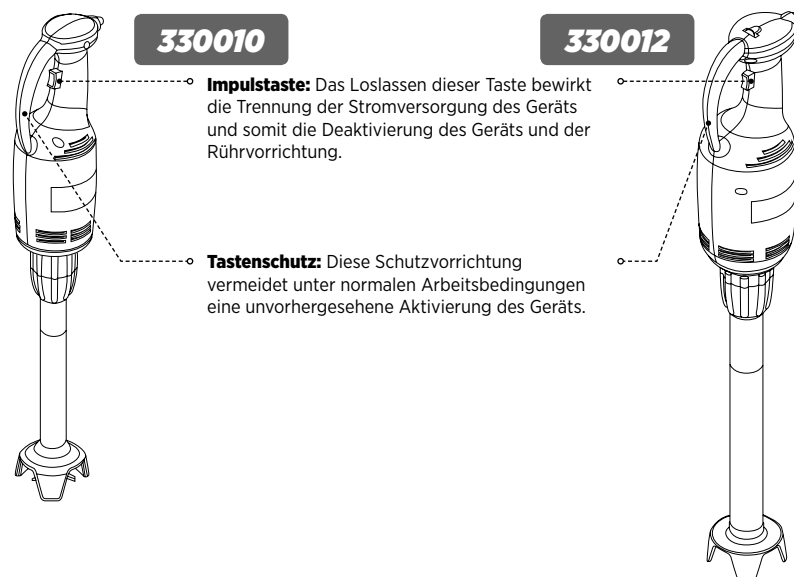 330010
330012
Impulstaste: Das Loslassen dieser Taste bewirkt
die Trennung der Stromversorgung des Geräts
und somit die Deaktivierung des Geräts und der
Rührvorrichtung.
Tastenschutz: Diese Schutzvorrichtung
vermeidet unter normalen Arbeitsbedingungen
eine unvorhergesehene Aktivierung des Geräts.